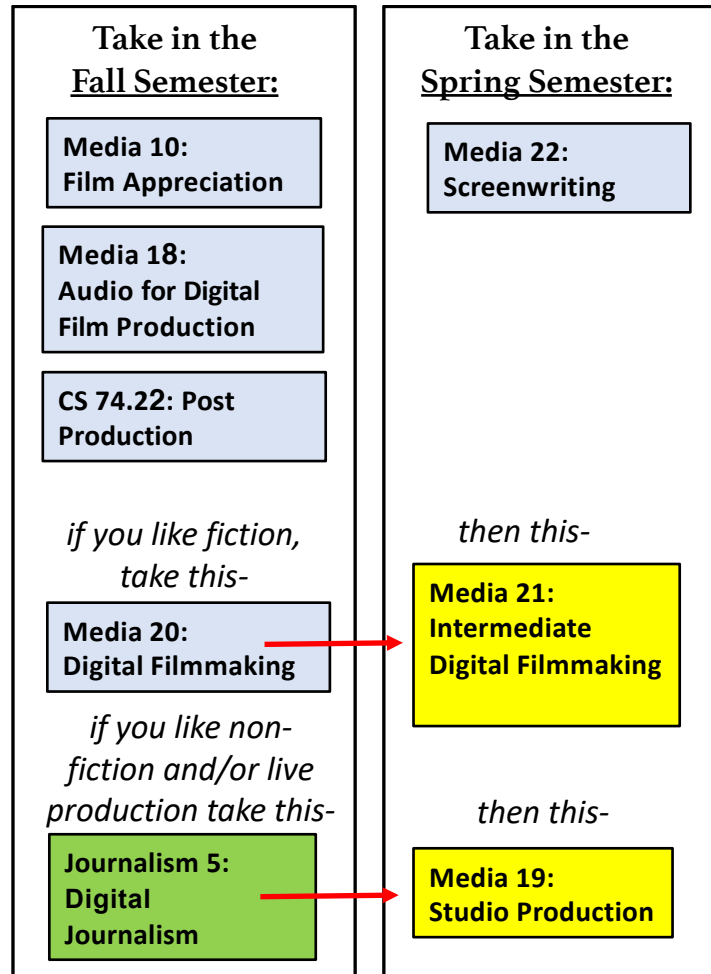 Take in the
Fall Semester:
Media 10:
Film Appreciation
Media 18:
Audio for Digital
Film Production
CS 74.22: Post
Production
if you like fiction,
take this-
Media 20:
Digital Filmmaking
if you like non-
fiction and/or live
production take this-
Journalism 5:
Digital
Journalism
Take in the
Spring Semester:
Media 22:
Screenwriting
then this-
Media 21:
Intermediate
Digital Filmmaking
then this-
Media 19:
Studio Production